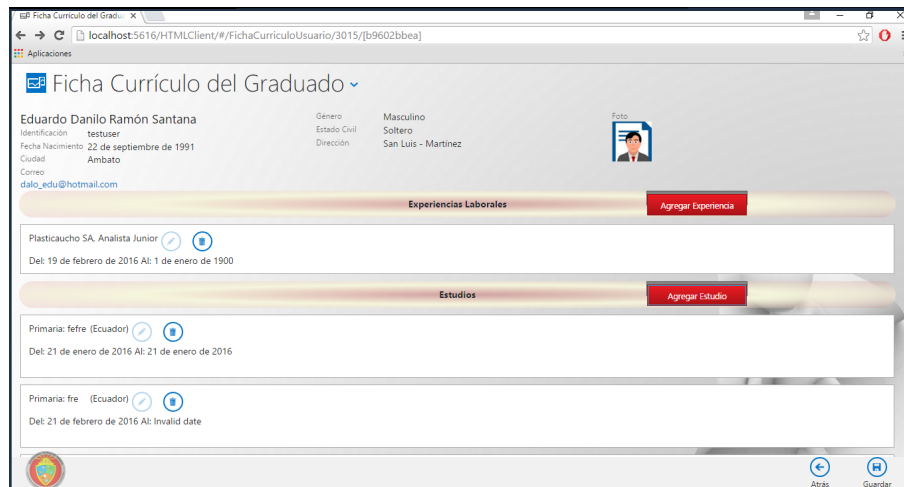 Ficha Currículo del Gradu
localhost:5616/HTMLClient/#/FichaCurriculoUsuario/3015/[b9602bbea]
Aplicaciones
Ficha Currículo del Graduado
Eduardo Danilo Ramón Santana
Identificación testuser
Fecha Nacimiento 22 de septiembre de 1991
Ciudad Ambato
Correo
dalo_edu@hotmail.com
Género Masculino
Estado Civil Soltero
Dirección San Luis - Martinez
Foto
Experiencias Laborales Agregar Experiencia
Plasticaucho SA, Analista Junior
Del: 19 de febrero de 2016 Al: 1 de enero de 1900
Estudios Agregar Estudio
Primaria: fefre (Ecuador)
Del: 21 de enero de 2016 Al: 21 de enero de 2016
Primaria: fre (Ecuador)
Del: 21 de febrero de 2016 Al: Invalid date
Atrás Guardar